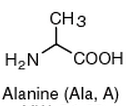 CH3
H2N COOH
Alanine (Ala, A)